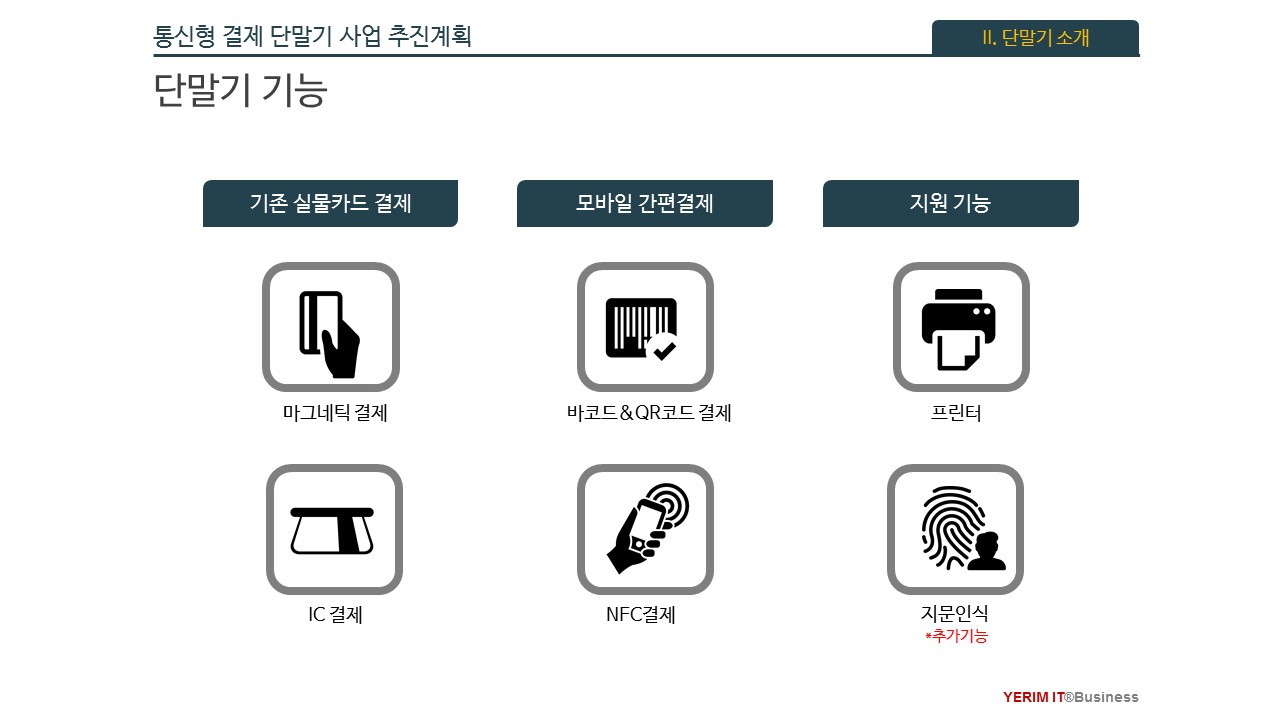 통신형 결제 단말기 사업 추진계획
II. 단말기 소개
단말기 기능
기존 실물카드 결제
모바일 간편결제
지원 기능
마그네틱 결제
바코드&QR코드 결제
프린터
IC 결제
NFC결제
지문인식
*추가기능
YERIM IT®Business